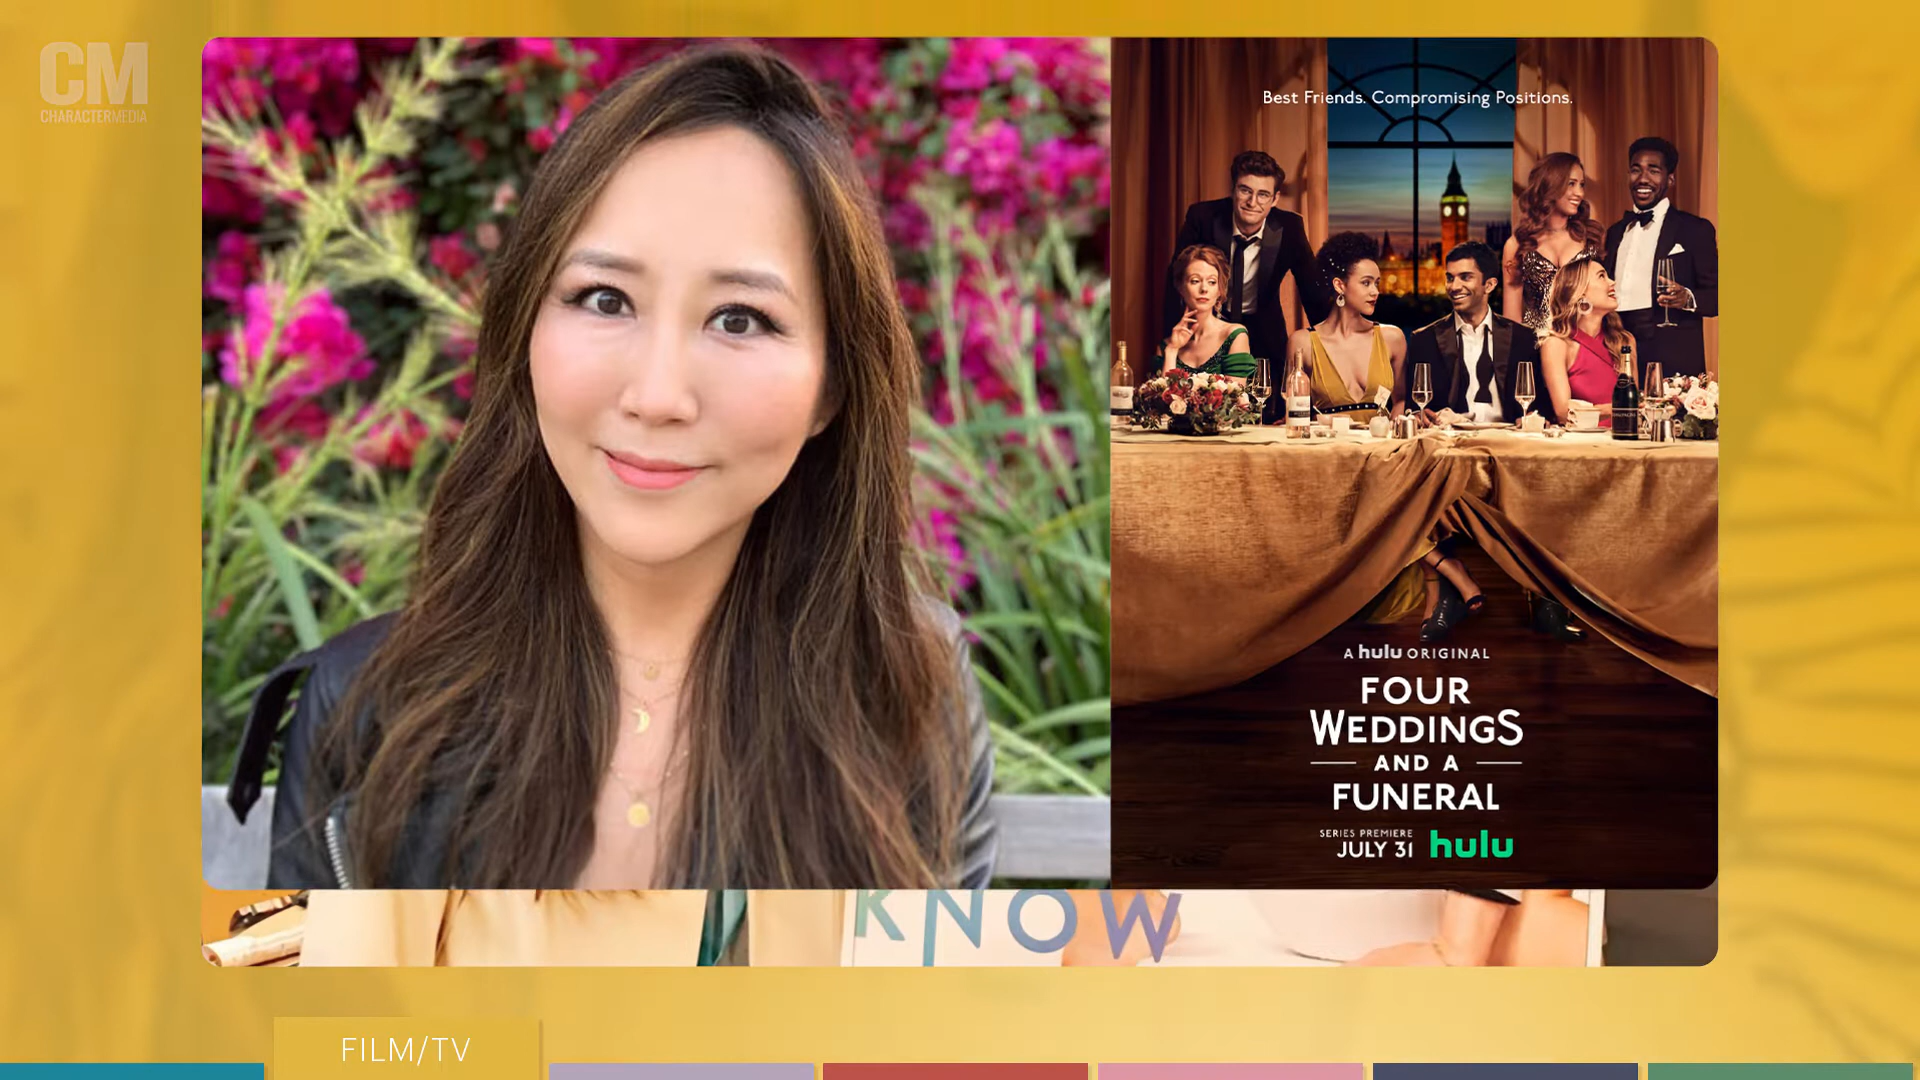 CM
CHARACTERMEDIA
Best Friends. Compromising Positions.
A hulu ORIGINAL
FOUR
WEDDINGS
AND A
FUNERAL
SERIES PREMIERE
JULY 31
hulu
KNOW
FILM/TV